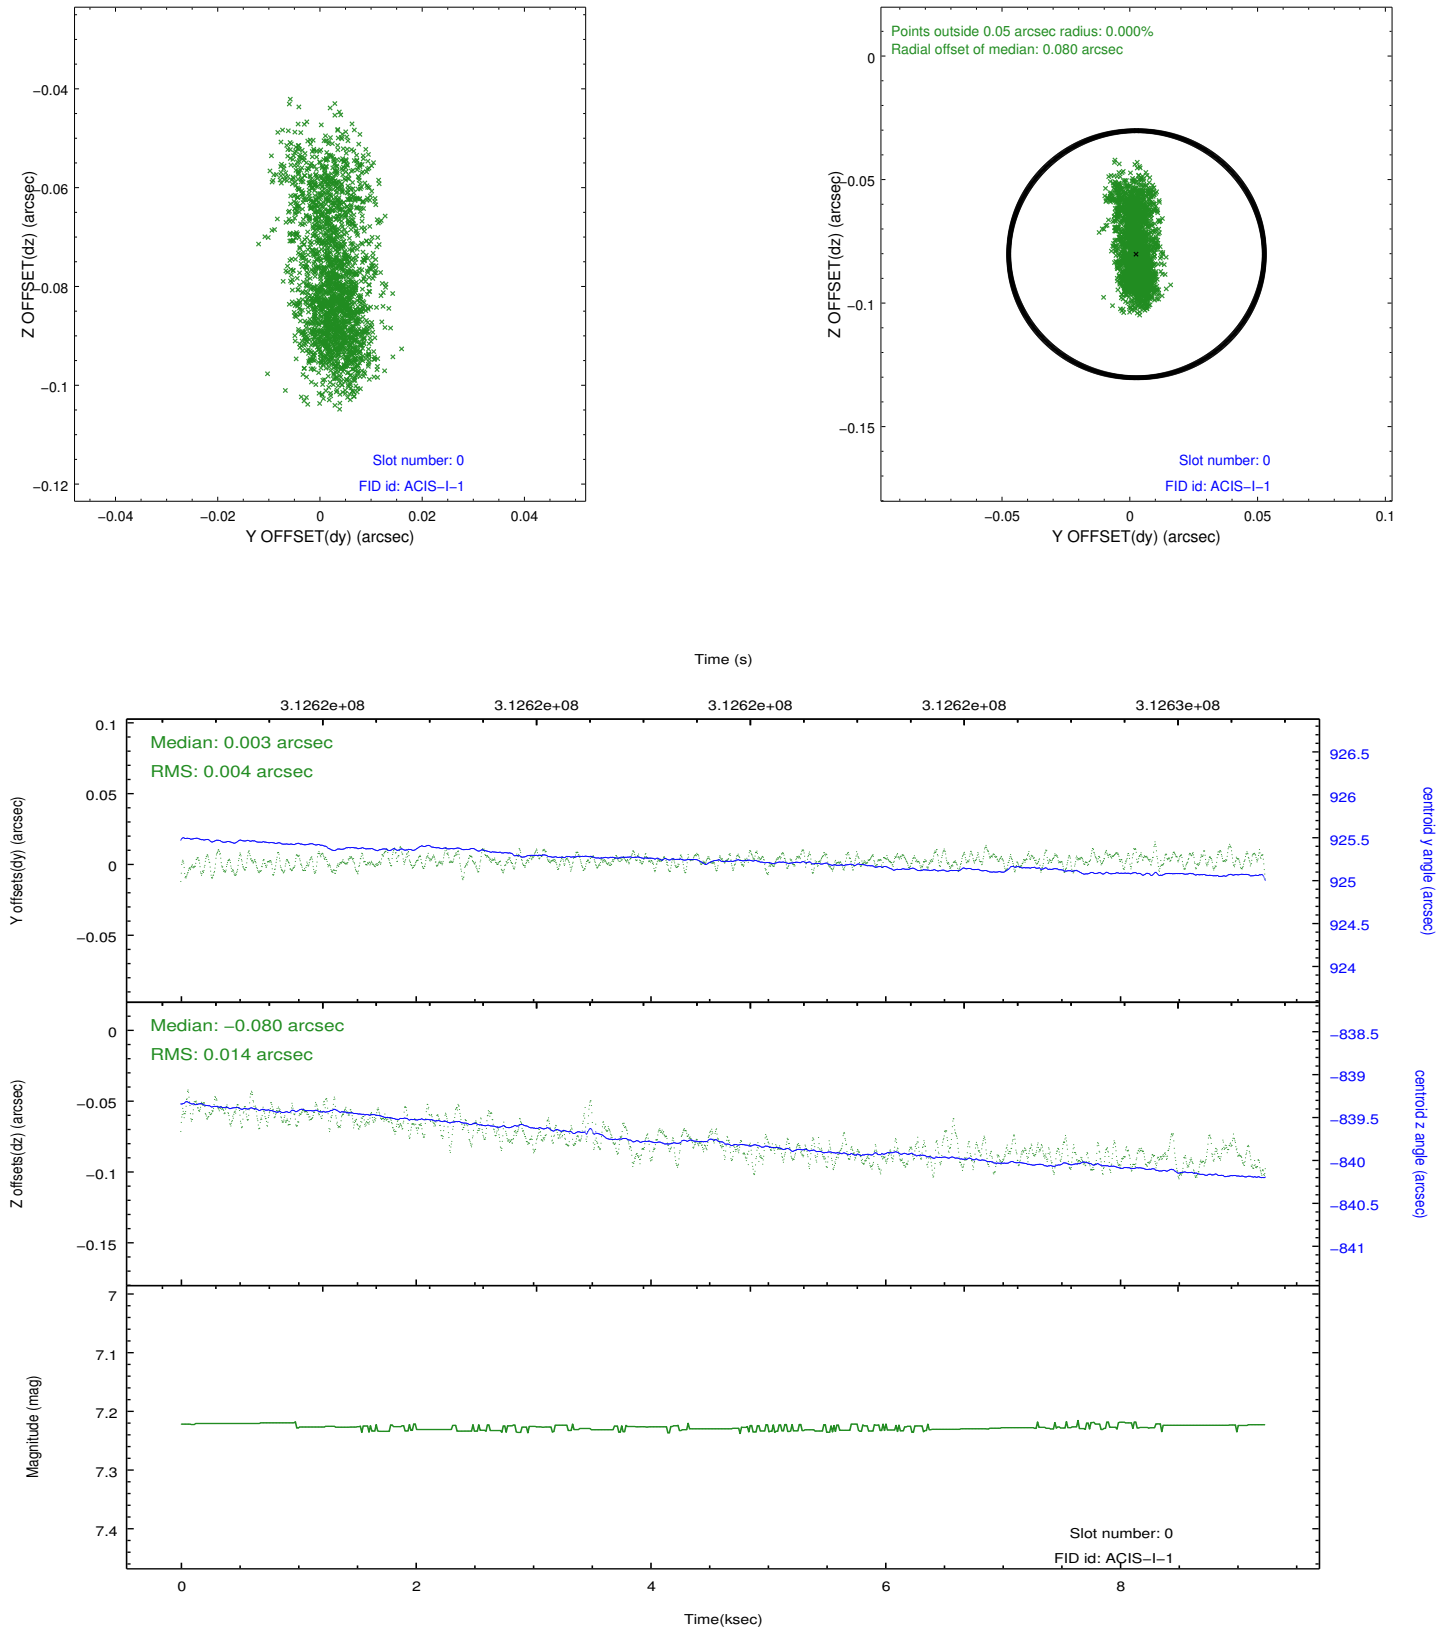 −0.04
−0.06
−0.08
−0.1
−0.12
Z OFFSET(dz) (arcsec)
Slot number: 0
FID id: ACIS−I−1
−0.04
−0.02
0
0.02
0.04
Y OFFSET(dy) (arcsec)
Points outside 0.05 arcsec radius: 0.000%
Radial offset of median: 0.080 arcsec
0
−0.05
−0.1
−0.15
Z OFFSET(dz) (arcsec)
Slot number: 0
FID id: ACIS−I−1
−0.05
0
0.05
0.1
Y OFFSET(dy) (arcsec)
Time (s)
3.1262e+08
3.1262e+08
3.1262e+08
3.1262e+08
3.1263e+08
Median: 0.003 arcsec
RMS: 0.004 arcsec
0.1
0.05
0
−0.05
Y offsets(dy) (arcsec)
926.5
926
925.5
925
924.5
924
centroid y angle (arcsec)
Median: −0.080 arcsec
RMS: 0.014 arcsec
0
−0.05
−0.1
−0.15
Z offsets(dz) (arcsec)
−838.5
−839
−839.5
−840
−840.5
−841
centroid z angle (arcsec)
7
7.1
7.2
7.3
7.4
Magnitude (mag)
Slot number: 0
FID id: ACIS−I−1
0
2
4
6
8
Time(ksec)